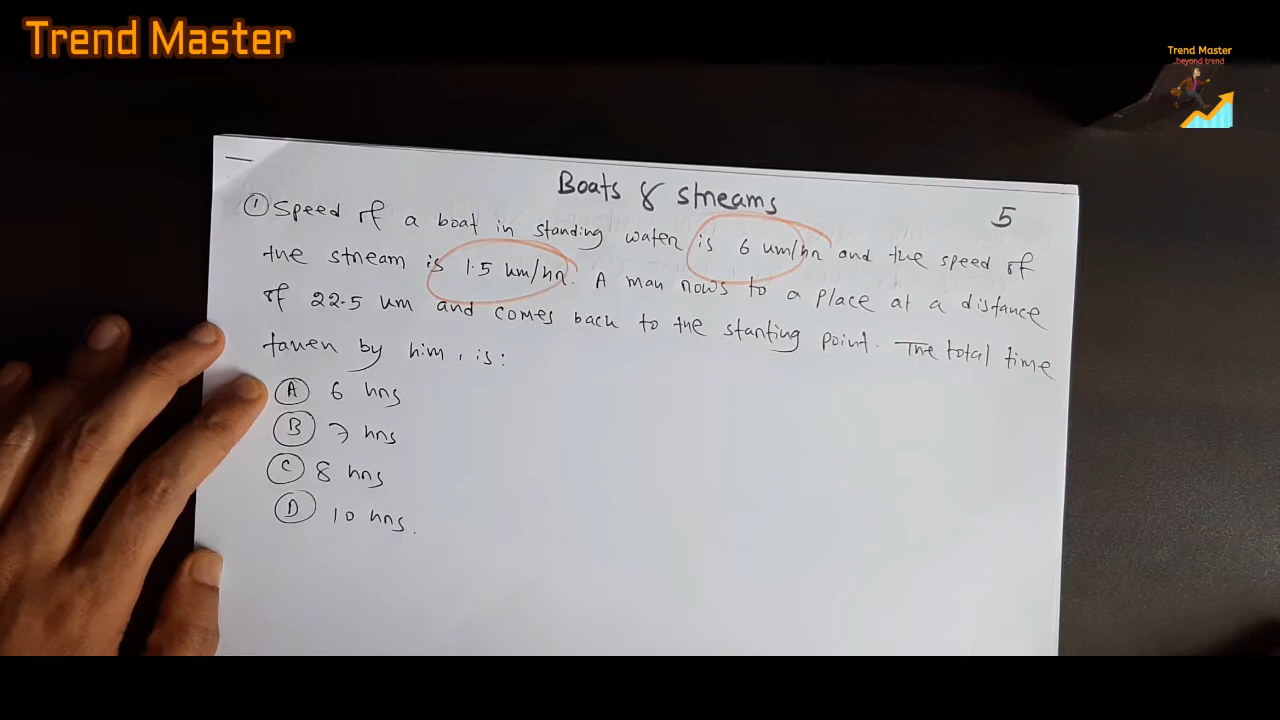 Trend Master
Trend Master
..beyond trend
Boats & streams
5
① Speed of a boat in standing water is 6 km/hr and the speed of
the stream is 1.5 km/hr. A man rows to a place at a distance
of 22.5 km and comes back to the starting point. The total time
taken by him, is:
Ⓐ 6 hrs
Ⓑ 7 hrs
Ⓒ 8 hrs
Ⓓ 10 hrs.